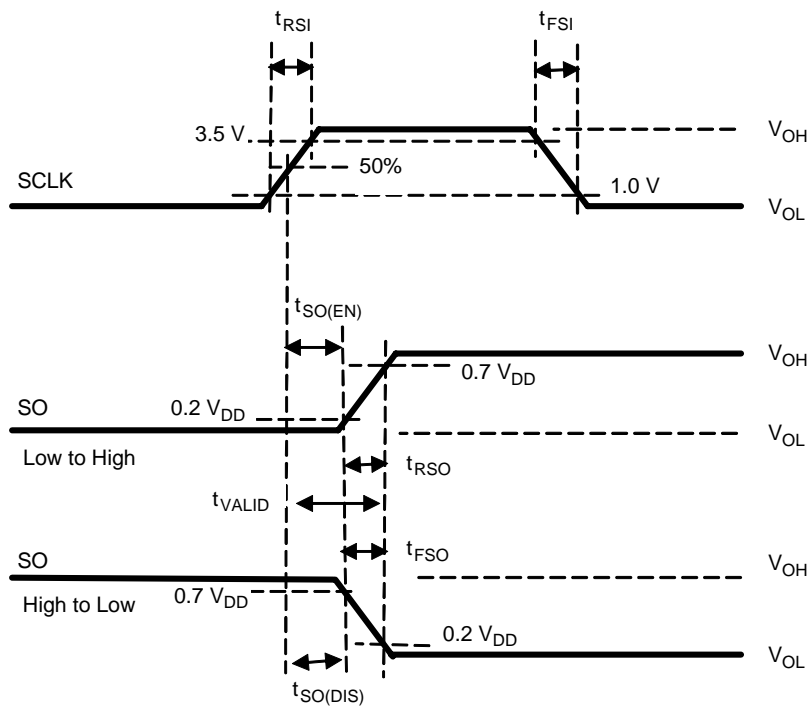 tRSI
tFSI
3.5 V
VOH
50%
SCLK
1.0 V
VOL
tSO(EN)
VOH
0.7 VDD
SO
0.2 VDD
Low to High
VOL
tRSO
tVALID
SO
tFSO
VOH
0.7 VDD
High to Low
0.2 VDD
VOL
tSO(DIS)